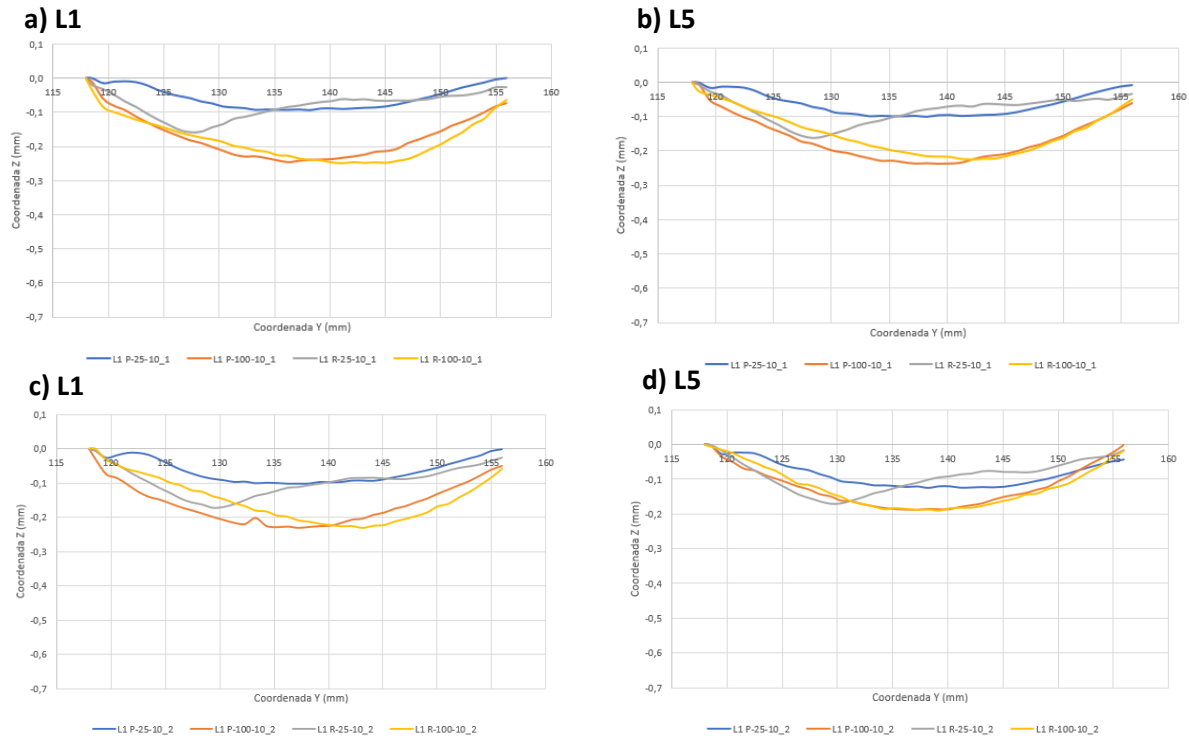 a) L1
0,1
0,0
-0,1
-0,2
-0,3
-0,4
-0,5
-0,6
-0,7
115 120 125 130 135 140 145 150 155 160
Coordenada Z (mm)
Coordenada Y (mm)
L1 P-25-10_1 L1 P-100-10_1 L1 R-25-10_1 L1 R-100-10_1
b) L5
0,1
0,0
-0,1
-0,2
-0,3
-0,4
-0,5
-0,6
-0,7
115 120 125 130 135 140 145 150 155 160
Coordenada Z (mm)
Coordenada Y (mm)
L1 P-25-10_1 L1 P-100-10_1 L1 R-25-10_1 L1 R-100-10_1
c) L1
0,1
0,0
-0,1
-0,2
-0,3
-0,4
-0,5
-0,6
-0,7
115 120 125 130 135 140 145 150 155 160
Coordenada Z (mm)
Coordenada Y (mm)
L1 P-25-10_2 L1 P-100-10_2 L1 R-25-10_2 L1 R-100-10_2
d) L5
0,1
0,0
-0,1
-0,2
-0,3
-0,4
-0,5
-0,6
-0,7
115 120 125 130 135 140 145 150 155 160
Coordenada Z (mm)
Coordenada Y (mm)
L1 P-25-10_2 L1 P-100-10_2 L1 R-25-10_2 L1 R-100-10_2